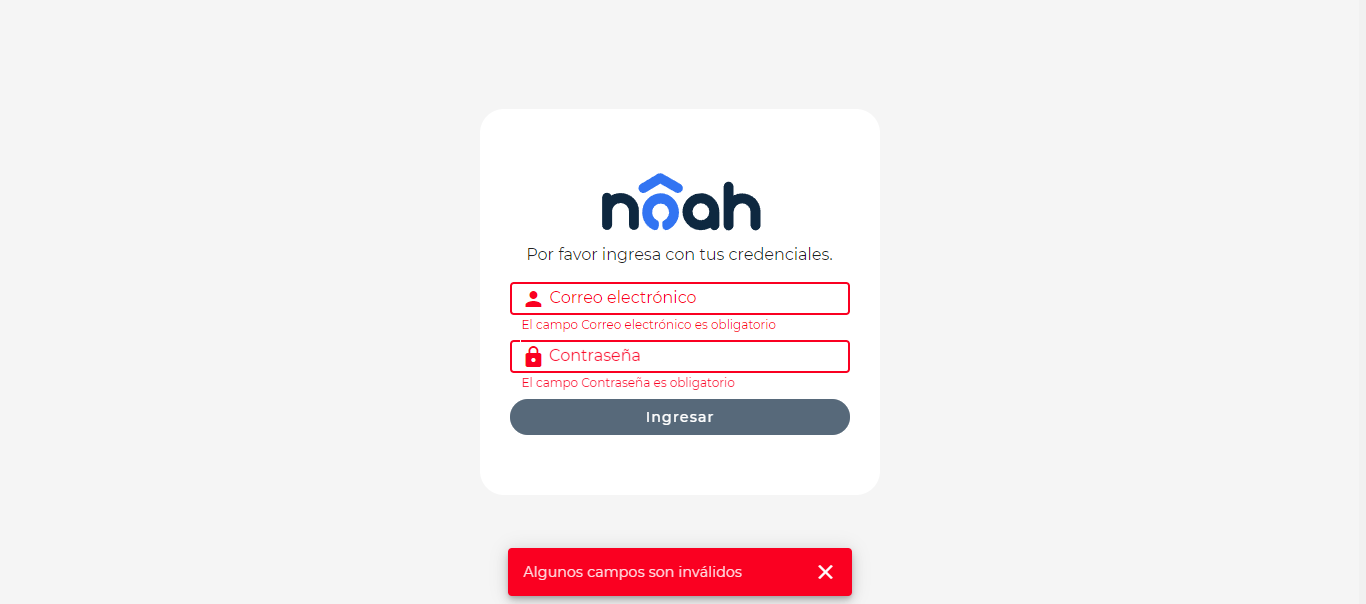 nôah
Por favor ingresa con tus credenciales.
Correo electrónico
El campo Correo electrónico es obligatorio
Contraseña
El campo Contraseña es obligatorio
Ingresar
Algunos campos son inválidos